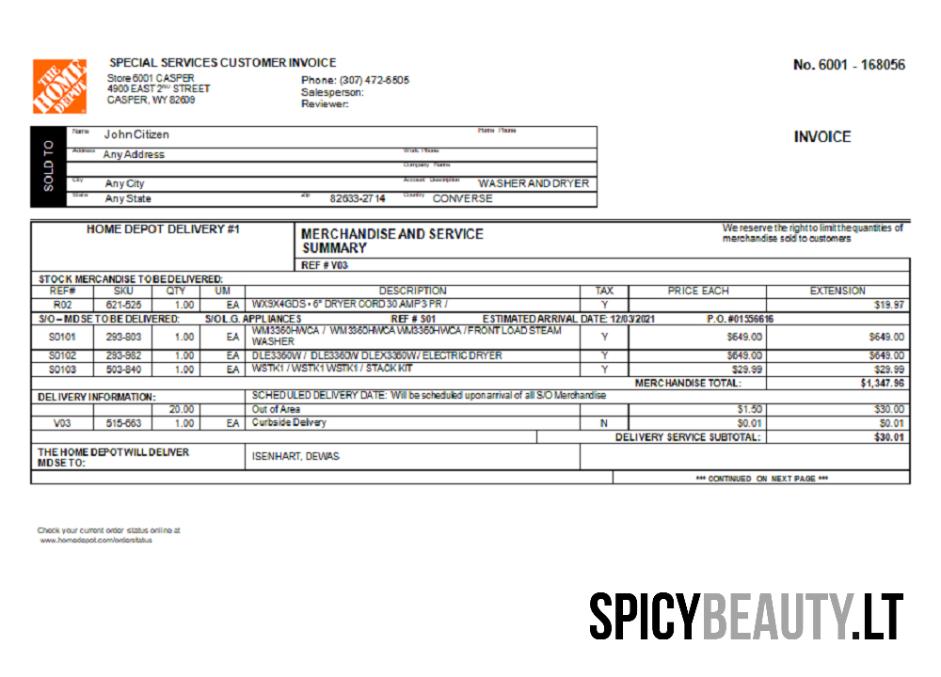 THE HOME DEPOT
SPECIAL SERVICES CUSTOMER INVOICE
No. 6001 - 168056
Store 6001 CASPER
4900 EAST 2ND STREET
CASPER, WY 82609
Phone: (307) 472-6505
Salesperson:
Reviewer:
INVOICE
SOLD TO
Name John Citizen Phone
Address Any Address Work Phone
Company Name
City Any City Account Description WASHER AND DRYER
State Any State Zip 82633-2714 Country CONVERSE
HOME DEPOT DELIVERY #1
MERCHANDISE AND SERVICE SUMMARY
We reserve the right to limit the quantities of
merchandise sold to customers
REF # V03
STOCK MERCANDISE TO BE DELIVERED:
REF# SKU QTY UM DESCRIPTION TAX PRICE EACH EXTENSION
R02 621-526 1.00 EA WX9X4GDS • 6" DRYER CORD 30 AMP 3 PR / Y $19.97
S/O – MDSE TO BE DELIVERED: S/O L.G. APPLIANCES REF # S01 ESTIMATED ARRIVAL DATE: 12/03/2021 P.O. #01556616
S0101 293-803 1.00 EA WM3360HWCA / WM3360HWCA WM3360HWCA / FRONT LOAD STEAM WASHER Y $649.00 $649.00
S0102 293-982 1.00 EA DLE3360W / DLE3360W DLEX3360W / ELECTRIC DRYER Y $649.00 $649.00
S0103 503-840 1.00 EA WSTK1 / WSTK1 WSTK1 / STACK KIT Y $29.99 $29.99
MERCHANDISE TOTAL: $1,347.96
DELIVERY INFORMATION: SCHEDULED DELIVERY DATE: Will be scheduled upon arrival of all S/O Merchandise
20.00 Out of Area $1.50 $30.00
V03 515-663 1.00 EA Curbside Delivery N $0.01 $0.01
DELIVERY SERVICE SUBTOTAL: $30.01
THE HOME DEPOT WILL DELIVER
MDSE TO:
ISENHART, DEWAS
*** CONTINUED ON NEXT PAGE ***
Check your current order status online at
www.homedepot.com/orderstatus
SPICYBEAUTY.LT